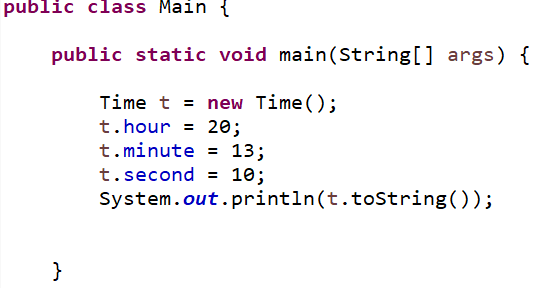 public class Main {
public static void main(String[] args) {
Time t = new Time();
t.hour = 20;
t.minute = 13;
t.second = 10;
System.out.println(t.toString());
}